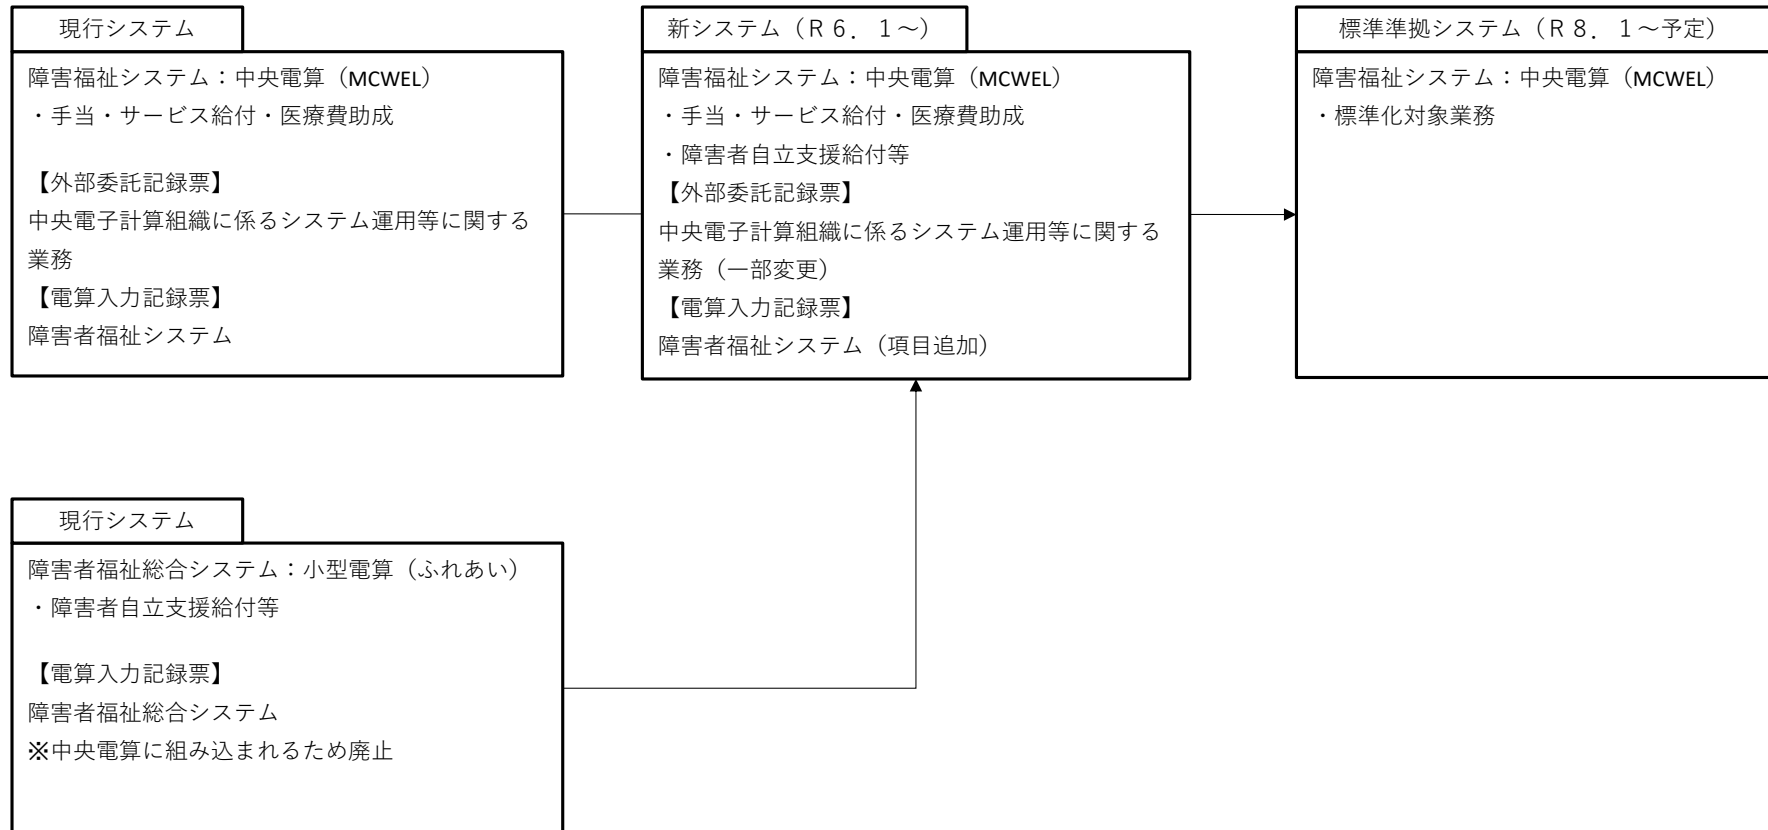 現行システム
障害福祉システム：中央電算（MCWEL）
・手当・サービス給付・医療費助成
【外部委託記録票】
中央電子計算組織に係るシステム運用等に関する
業務
【電算入力記録票】
障害者福祉システム
新システム（Ｒ６．１～）
障害福祉システム：中央電算（MCWEL）
・手当・サービス給付・医療費助成
・障害者自立支援給付等
【外部委託記録票】
中央電子計算組織に係るシステム運用等に関する
業務（一部変更）
【電算入力記録票】
障害者福祉システム（項目追加）
標準準拠システム（Ｒ８．１～予定）
障害福祉システム：中央電算（MCWEL）
・標準化対象業務
現行システム
障害者福祉総合システム：小型電算（ふれあい）
・障害者自立支援給付等
【電算入力記録票】
障害者福祉総合システム
※中央電算に組み込まれるため廃止